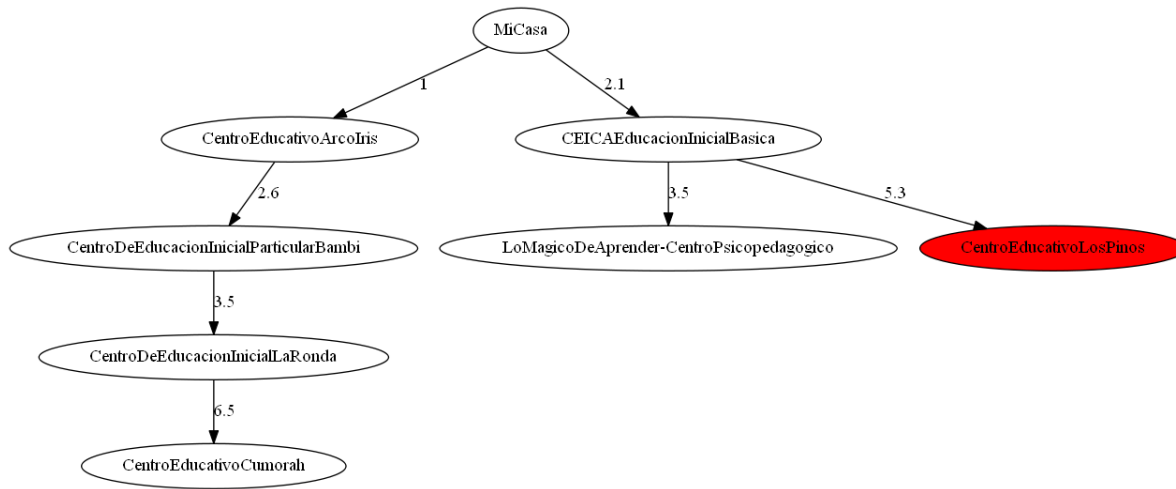 MiCasa
1
2.1
CentroEducativoArcoIris
CEICAEducacionInicialBasica
2.6
3.5
5.3
CentroDeEducacionInicialParticularBambi
LoMagicoDeAprender-CentroPsicopedagogico
CentroEducativoLosPinos
3.5
CentroDeEducacionInicialLaRonda
6.5
CentroEducativoCumorah